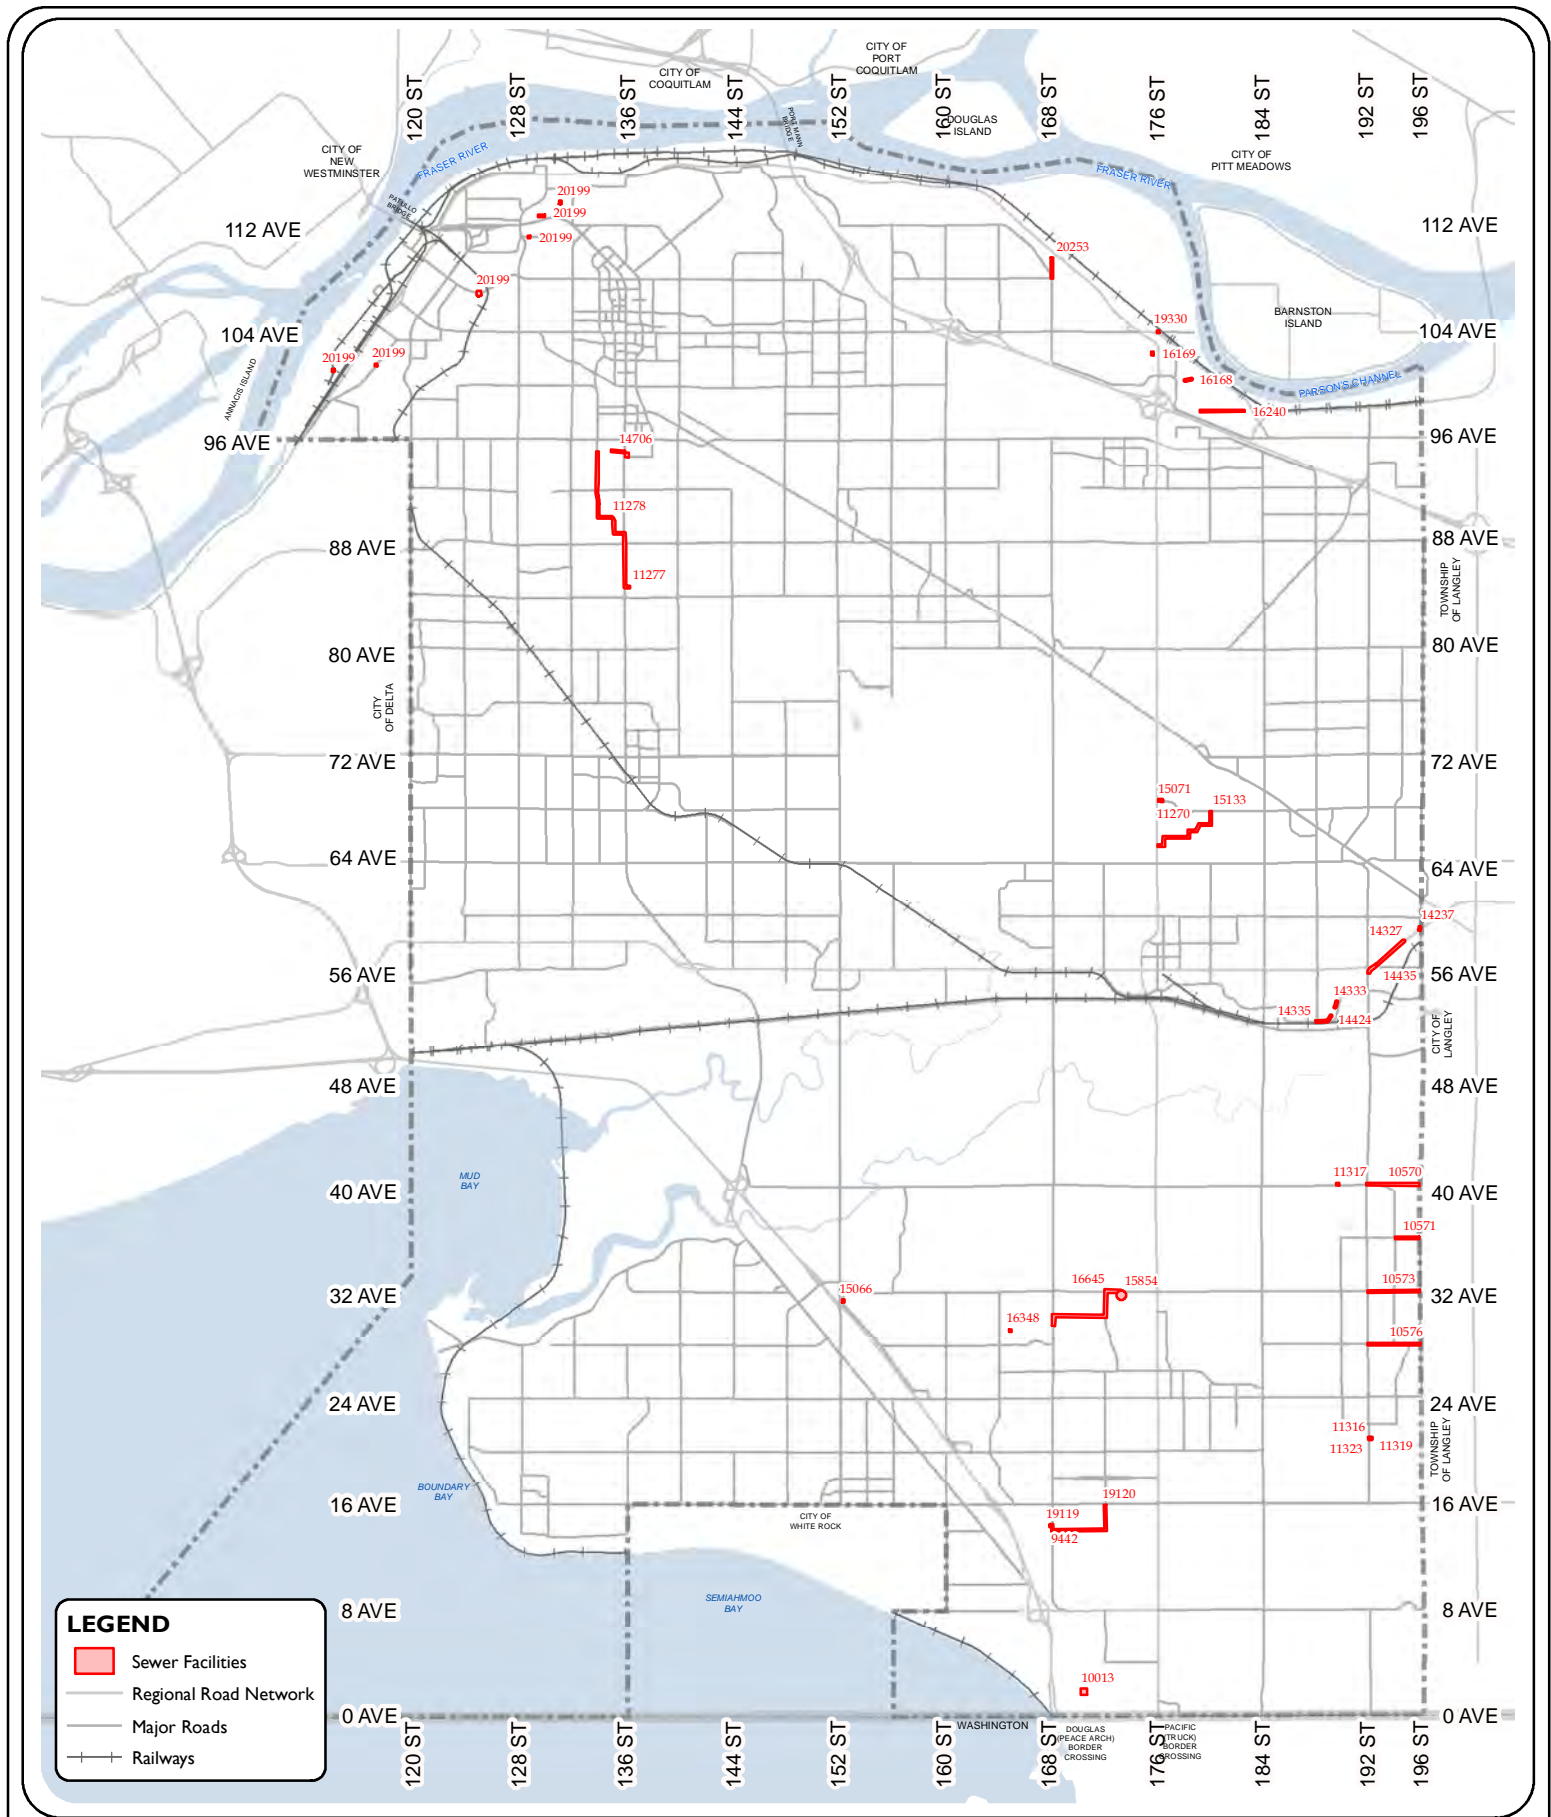 CITY OF
PORT
COQUITLAM
CITY OF
COQUITLAM
120 ST
128 ST
136 ST
144 ST
152 ST
160 ST
168 ST
176 ST
184 ST
192 ST
196 ST
PORT MANN
BRIDGE
DOUGLAS
ISLAND
CITY OF
NEW
WESTMINSTER
FRASER RIVER
CITY OF
PITT MEADOWS
FRASER RIVER
PATULLO
BRIDGE
20199
20199
20199
112 AVE
112 AVE
20253
20199
BARNSTON
ISLAND
19330
104 AVE
104 AVE
20199
20199
16169
16168
PARSON'S CHANNEL
ANNACIS ISLAND
16240
96 AVE
14706
96 AVE
11278
88 AVE
88 AVE
11277
TOWNSHIP
OF LANGLEY
80 AVE
80 AVE
CITY
OF DELTA
72 AVE
72 AVE
15071
15133
11270
64 AVE
64 AVE
14237
14327
56 AVE
14435
56 AVE
14333
14335
14424
CITY OF
LANGLEY
48 AVE
48 AVE
MUD
BAY
11317
10570
40 AVE
40 AVE
10571
16645
15854
10573
15066
32 AVE
32 AVE
16348
10576
24 AVE
24 AVE
11316
11323
11319
TOWNSHIP
OF LANGLEY
BOUNDARY
BAY
16 AVE
19120
16 AVE
19119
CITY OF
WHITE ROCK
9442
SEMIAHMOO
BAY
8 AVE
8 AVE
LEGEND
Sewer Facilities
Regional Road Network
Major Roads
Railways
10013
0 AVE
0 AVE
WASHINGTON
DOUGLAS
(PEACE ARCH)
BORDER
CROSSING
PACIFIC
(TRUCK)
BORDER
CROSSING
120 ST
128 ST
136 ST
144 ST
152 ST
160 ST
168 ST
176 ST
184 ST
192 ST
196 ST